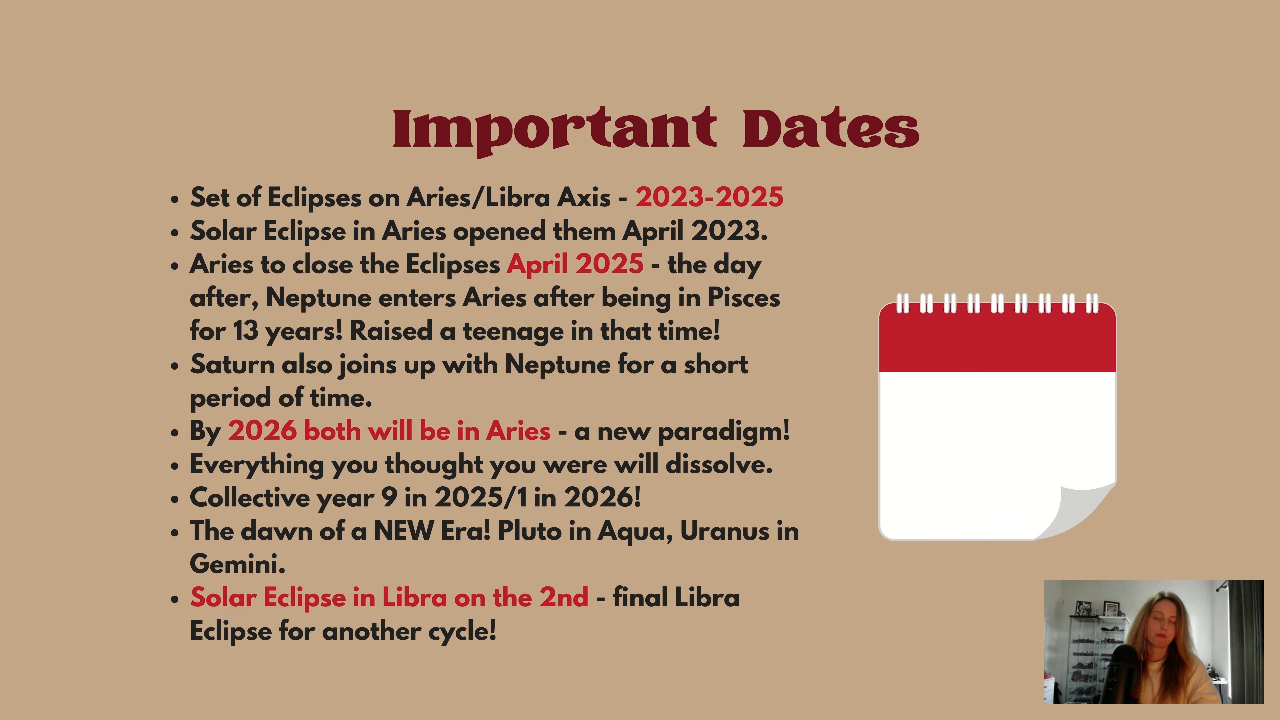 Important Dates
• Set of Eclipses on Aries/Libra Axis - 2023-2025
• Solar Eclipse in Aries opened them April 2023.
• Aries to close the Eclipses April 2025 - the day
after, Neptune enters Aries after being in Pisces
for 13 years! Raised a teenage in that time!
• Saturn also joins up with Neptune for a short
period of time.
• By 2026 both will be in Aries - a new paradigm!
• Everything you thought you were will dissolve.
• Collective year 9 in 2025/1 in 2026!
• The dawn of a NEW Era! Pluto in Aqua, Uranus in
Gemini.
• Solar Eclipse in Libra on the 2nd - final Libra
Eclipse for another cycle!